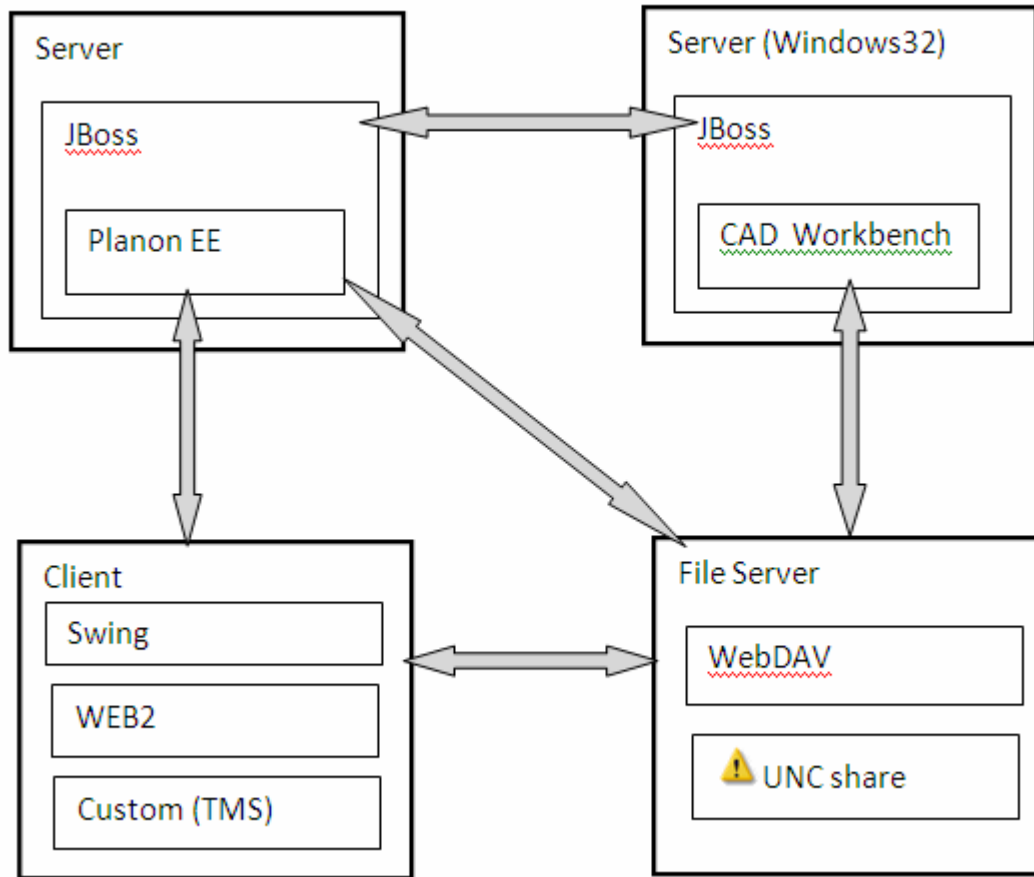 Server
JBoss
Planon EE
Server (Windows32)
JBoss
CAD Workbench
Client
Swing
WEB2
Custom (TMS)
File Server
WebDAV
UNC share